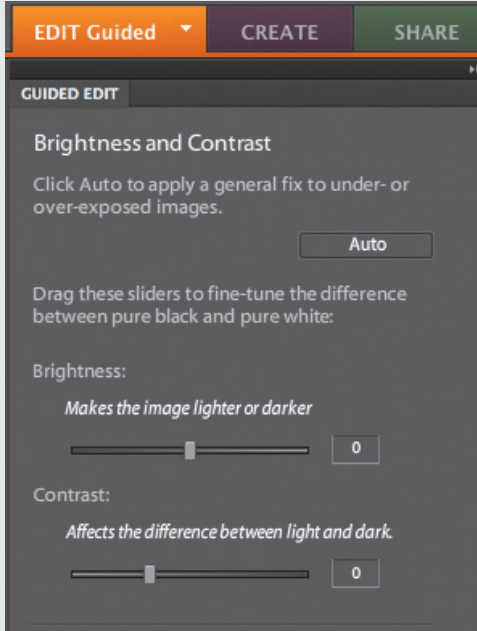 EDIT Guided CREATE SHARE
GUIDED EDIT
Brightness and Contrast
Click Auto to apply a general fix to under- or
over-exposed images.
Auto
Drag these sliders to fine-tune the difference
between pure black and pure white:
Brightness:
Makes the image lighter or darker
0
Contrast:
Affects the difference between light and dark.
0